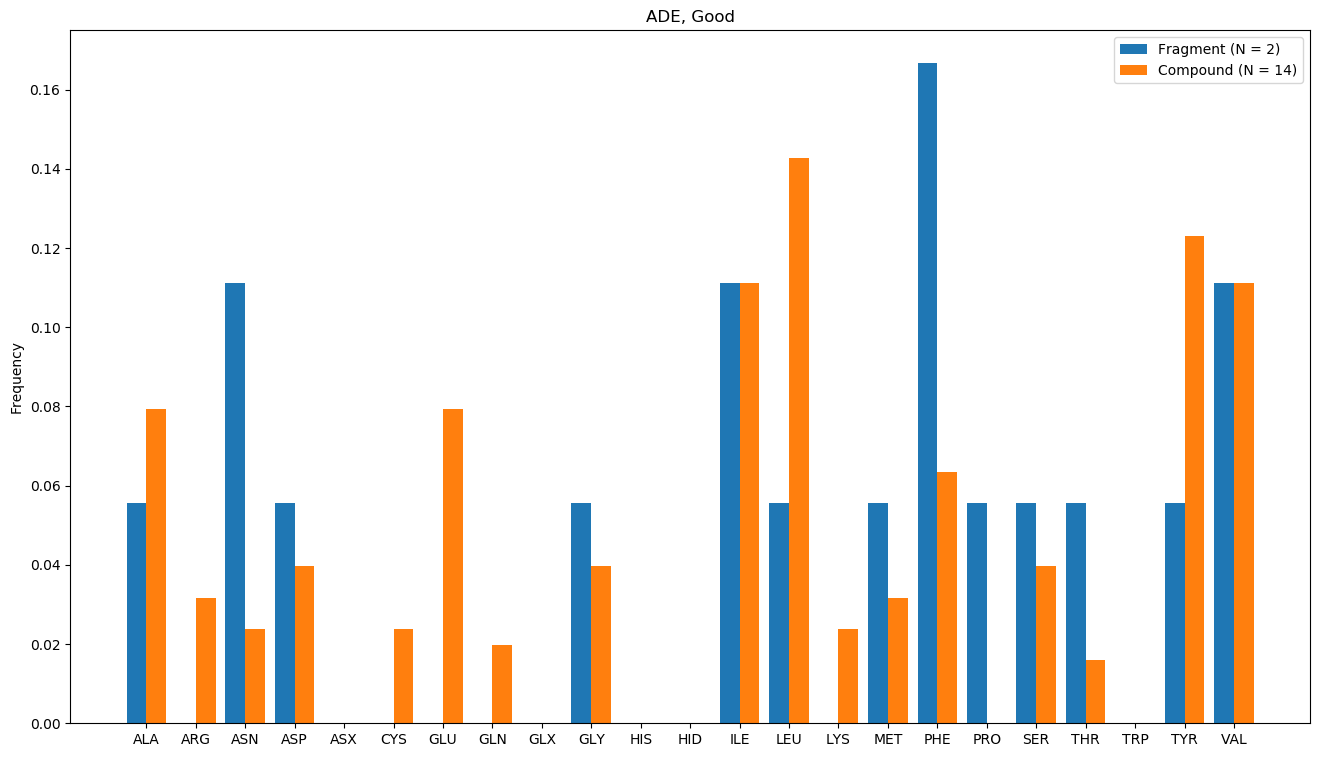 ADE, Good
Fragment (N = 2)
Compound (N = 14)
Frequency
0.16
0.14
0.12
0.10
0.08
0.06
0.04
0.02
0.00
ALA ARG ASN ASP ASX CYS GLU GLN GLX GLY HIS HID ILE LEU LYS MET PHE PRO SER THR TRP TYR VAL